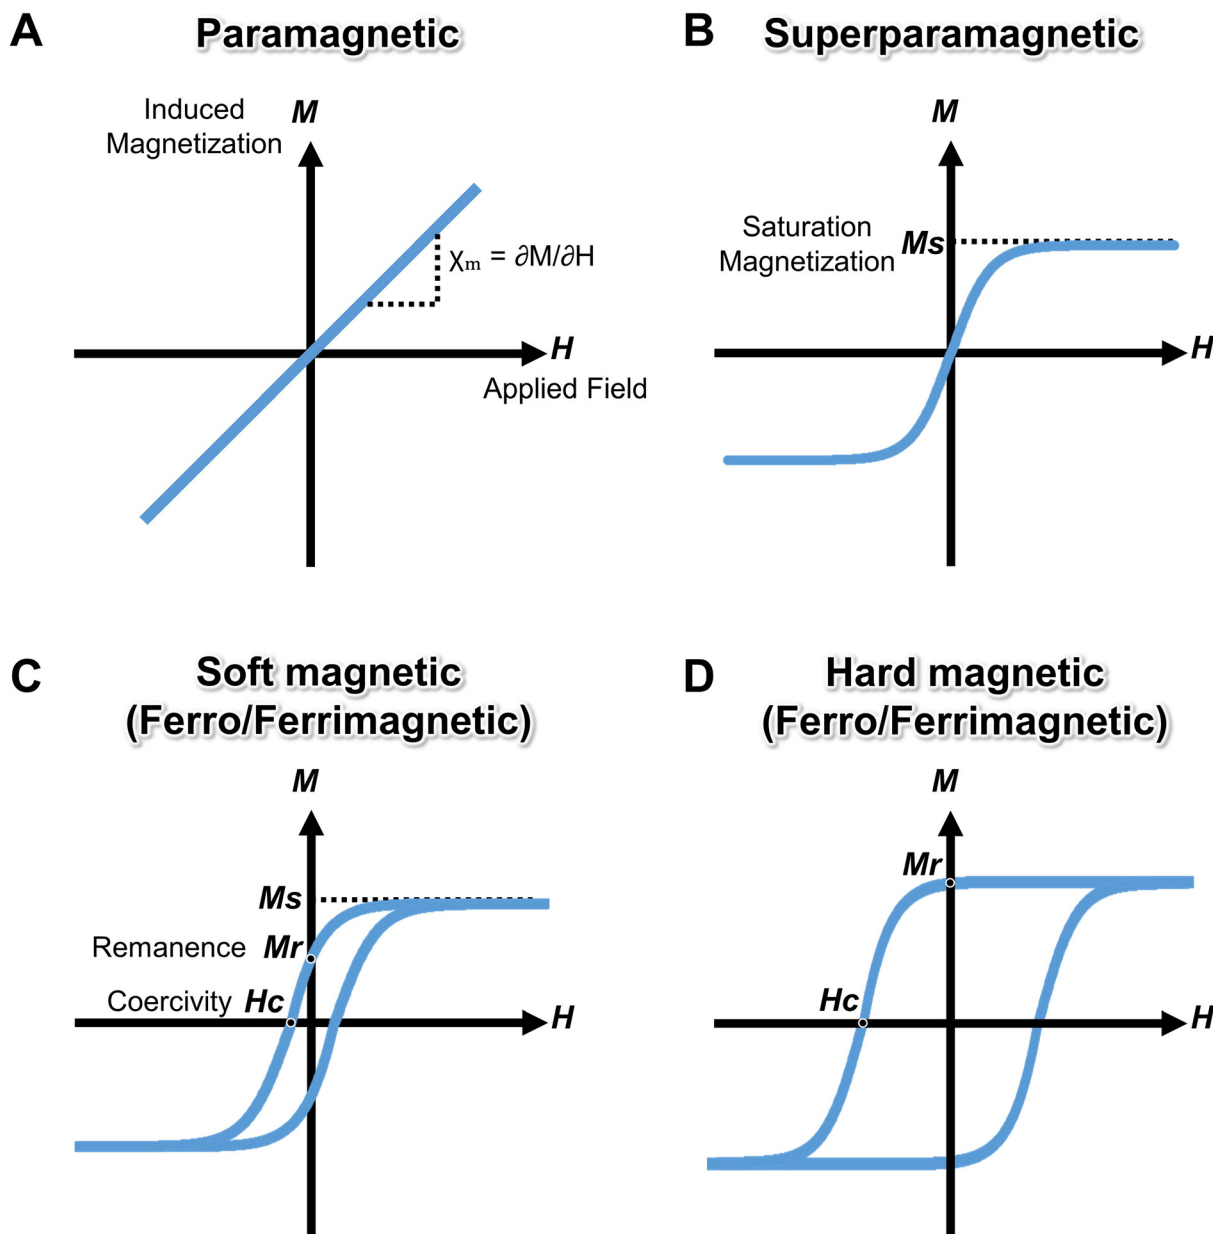 A
Paramagnetic
Induced
Magnetization
M
χm = ∂M/∂H
H
Applied Field
B
Superparamagnetic
M
Saturation
Magnetization
Ms
H
C
Soft magnetic
(Ferro/Ferrimagnetic)
M
Ms
Remanence Mr
Coercivity Hc
H
D
Hard magnetic
(Ferro/Ferrimagnetic)
M
Mr
Hc
H